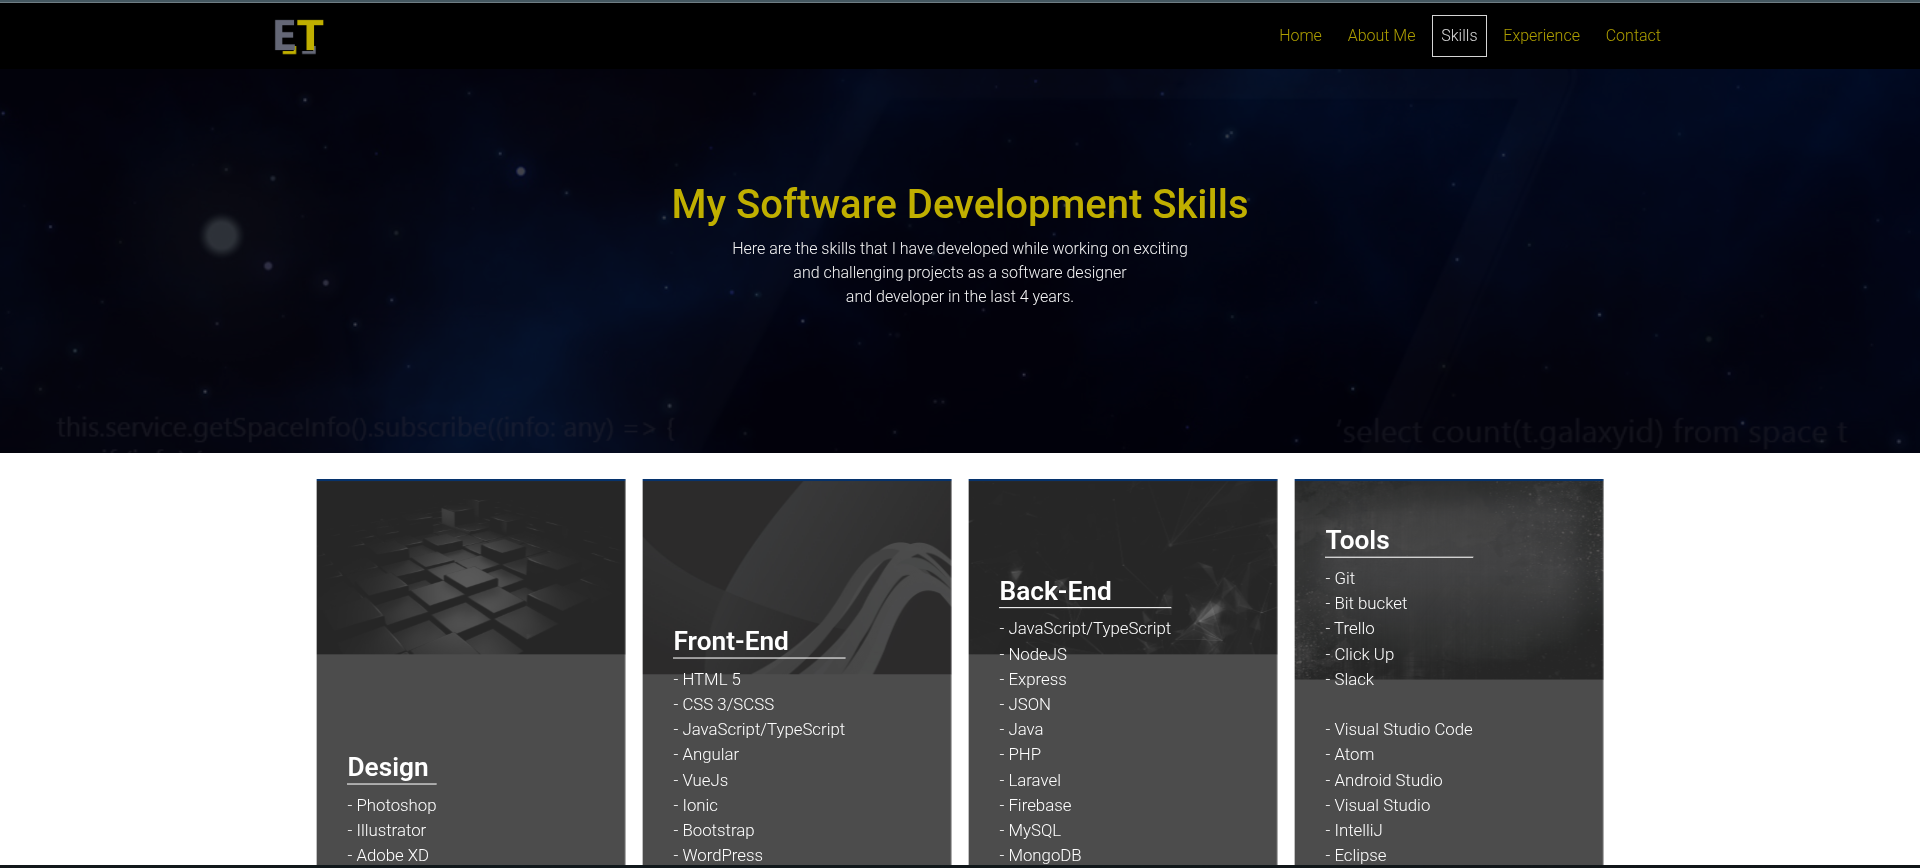 ET
Home
About Me
Skills
Experience
Contact
My Software Development Skills
Here are the skills that I have developed while working on exciting
and challenging projects as a software designer
and developer in the last 4 years.
this.service.getSpaceInfo().subscribe((info: any) => {
'select count(t.galaxyid) from space t
Design
- Photoshop
- Illustrator
- Adobe XD
Front-End
- HTML 5
- CSS 3/SCSS
- JavaScript/TypeScript
- Angular
- VueJs
- Ionic
- Bootstrap
- WordPress
Back-End
- JavaScript/TypeScript
- NodeJS
- Express
- JSON
- Java
- PHP
- Laravel
- Firebase
- MySQL
- MongoDB
Tools
- Git
- Bit bucket
- Trello
- Click Up
- Slack
- Visual Studio Code
- Atom
- Android Studio
- Visual Studio
- IntelliJ
- Eclipse